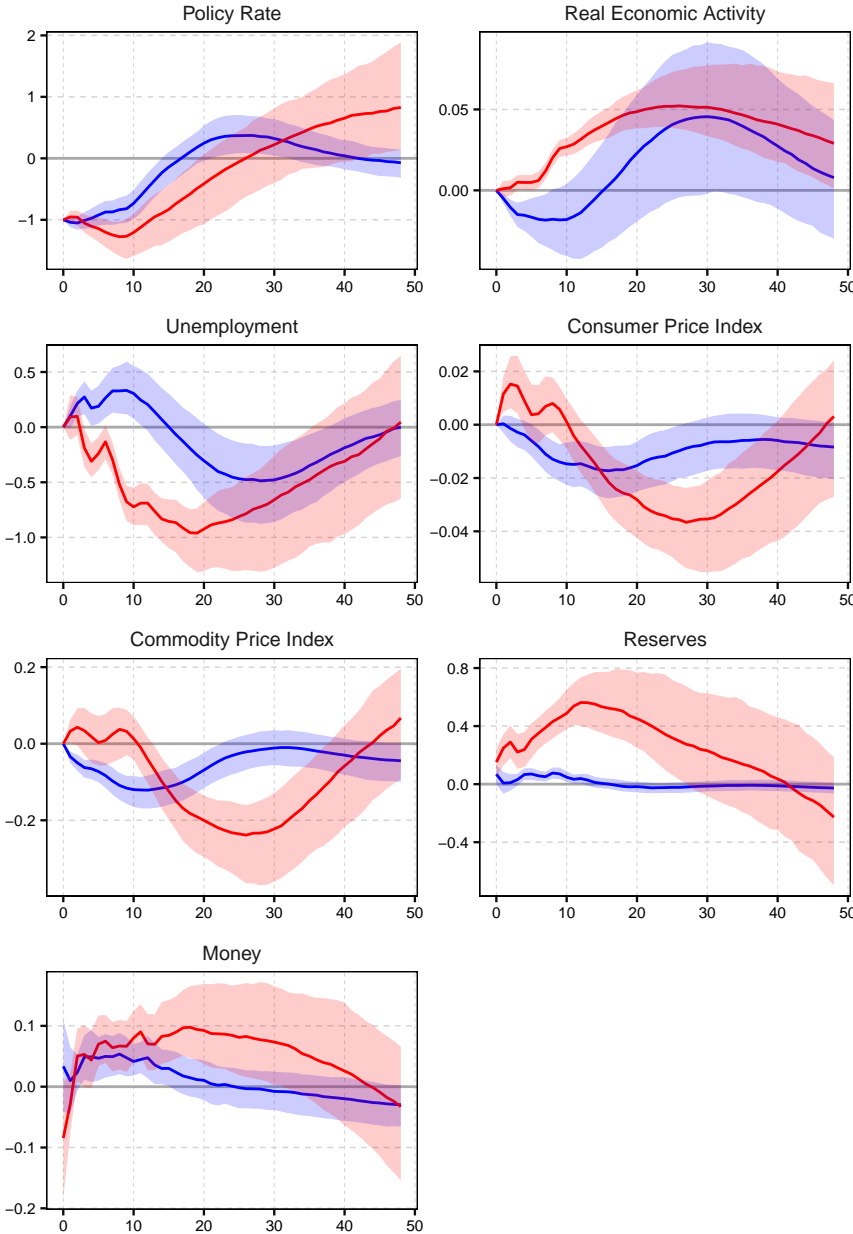 Policy Rate
2
1
0
−1
0 10 20 30 40 50
Real Economic Activity
0.05
0.00
0 10 20 30 40 50
Unemployment
0.5
0.0
−0.5
−1.0
0 10 20 30 40 50
Consumer Price Index
0.02
0.00
−0.02
−0.04
0 10 20 30 40 50
Commodity Price Index
0.2
0.0
−0.2
0 10 20 30 40 50
Reserves
0.8
0.4
0.0
−0.4
0 10 20 30 40 50
Money
0.1
0.0
−0.1
−0.2
0 10 20 30 40 50